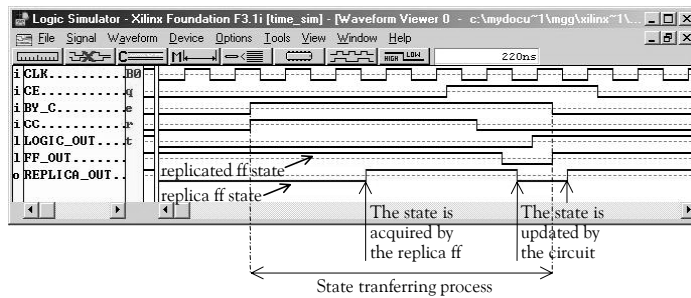 Logic Simulator - Xilinx Foundation F3.1i [time_sim] - [Waveform Viewer 0 - c:\mydocu~1\mgg\xilinx~1\...
File Signal Waveform Device Options Tools View Window Help
HIGH LOW
220ns
i CLK.........B0
i CE..........q
i BY_C........e
i CC..........r
l LOGIC_OUT....t
l FF_OUT.......
o REPLICA_OUT..
replicated ff state
replica ff state
The state is
acquired by
the replica ff
The state is
updated by
the circuit
State tranferring process